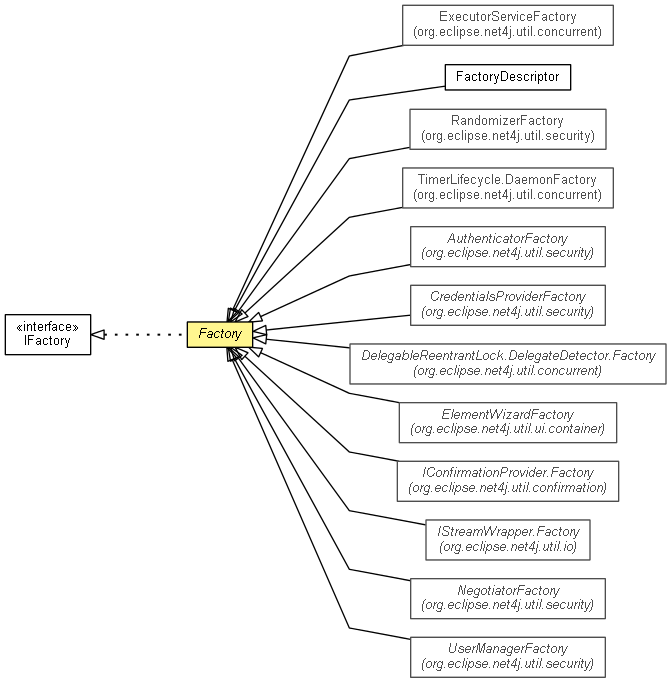 ExecutorServiceFactory
(org.eclipse.net4j.util.concurrent)
FactoryDescriptor
RandomizerFactory
(org.eclipse.net4j.util.security)
TimerLifecycle.DaemonFactory
(org.eclipse.net4j.util.concurrent)
AuthenticatorFactory
(org.eclipse.net4j.util.security)
CredentialsProviderFactory
(org.eclipse.net4j.util.security)
«interface»
IFactory
Factory
DelegableReentrantLock.DelegateDetector.Factory
(org.eclipse.net4j.util.concurrent)
ElementWizardFactory
(org.eclipse.net4j.util.ui.container)
IConfirmationProvider.Factory
(org.eclipse.net4j.util.confirmation)
IStreamWrapper.Factory
(org.eclipse.net4j.util.io)
NegotiatorFactory
(org.eclipse.net4j.util.security)
UserManagerFactory
(org.eclipse.net4j.util.security)